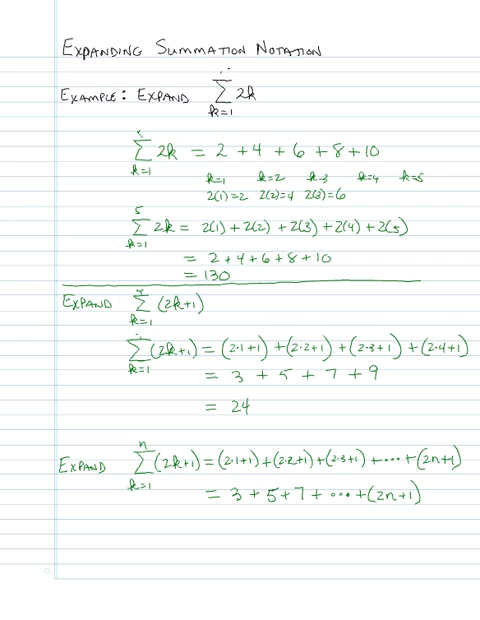 EXPANDING SUMMATION NOTATION
EXAMPLE: EXPAND ∑ k=1 2k
∑ k=1 2k = 2 + 4 + 6 + 8 + 10
k=1 k=2 k=3 k=4 k=5
2(1)=2 2(2)=4 2(3)=6
5 ∑ k=1 2k = 2(1) + 2(2) + 2(3) + 2(4) + 2(5)
= 2 + 4 + 6 + 8 + 10
= 130
EXPAND ∑ k=1 (2k+1)
∑ k=1 (2k+1) = (2·1+1) + (2·2+1) + (2·3+1) + (2·4+1)
= 3 + 5 + 7 + 9
= 24
EXPAND n ∑ k=1 (2k+1) = (2·1+1) + (2·2+1) + (2·3+1) + ··· + (2n+1)
= 3 + 5 + 7 + ··· + (2n+1)